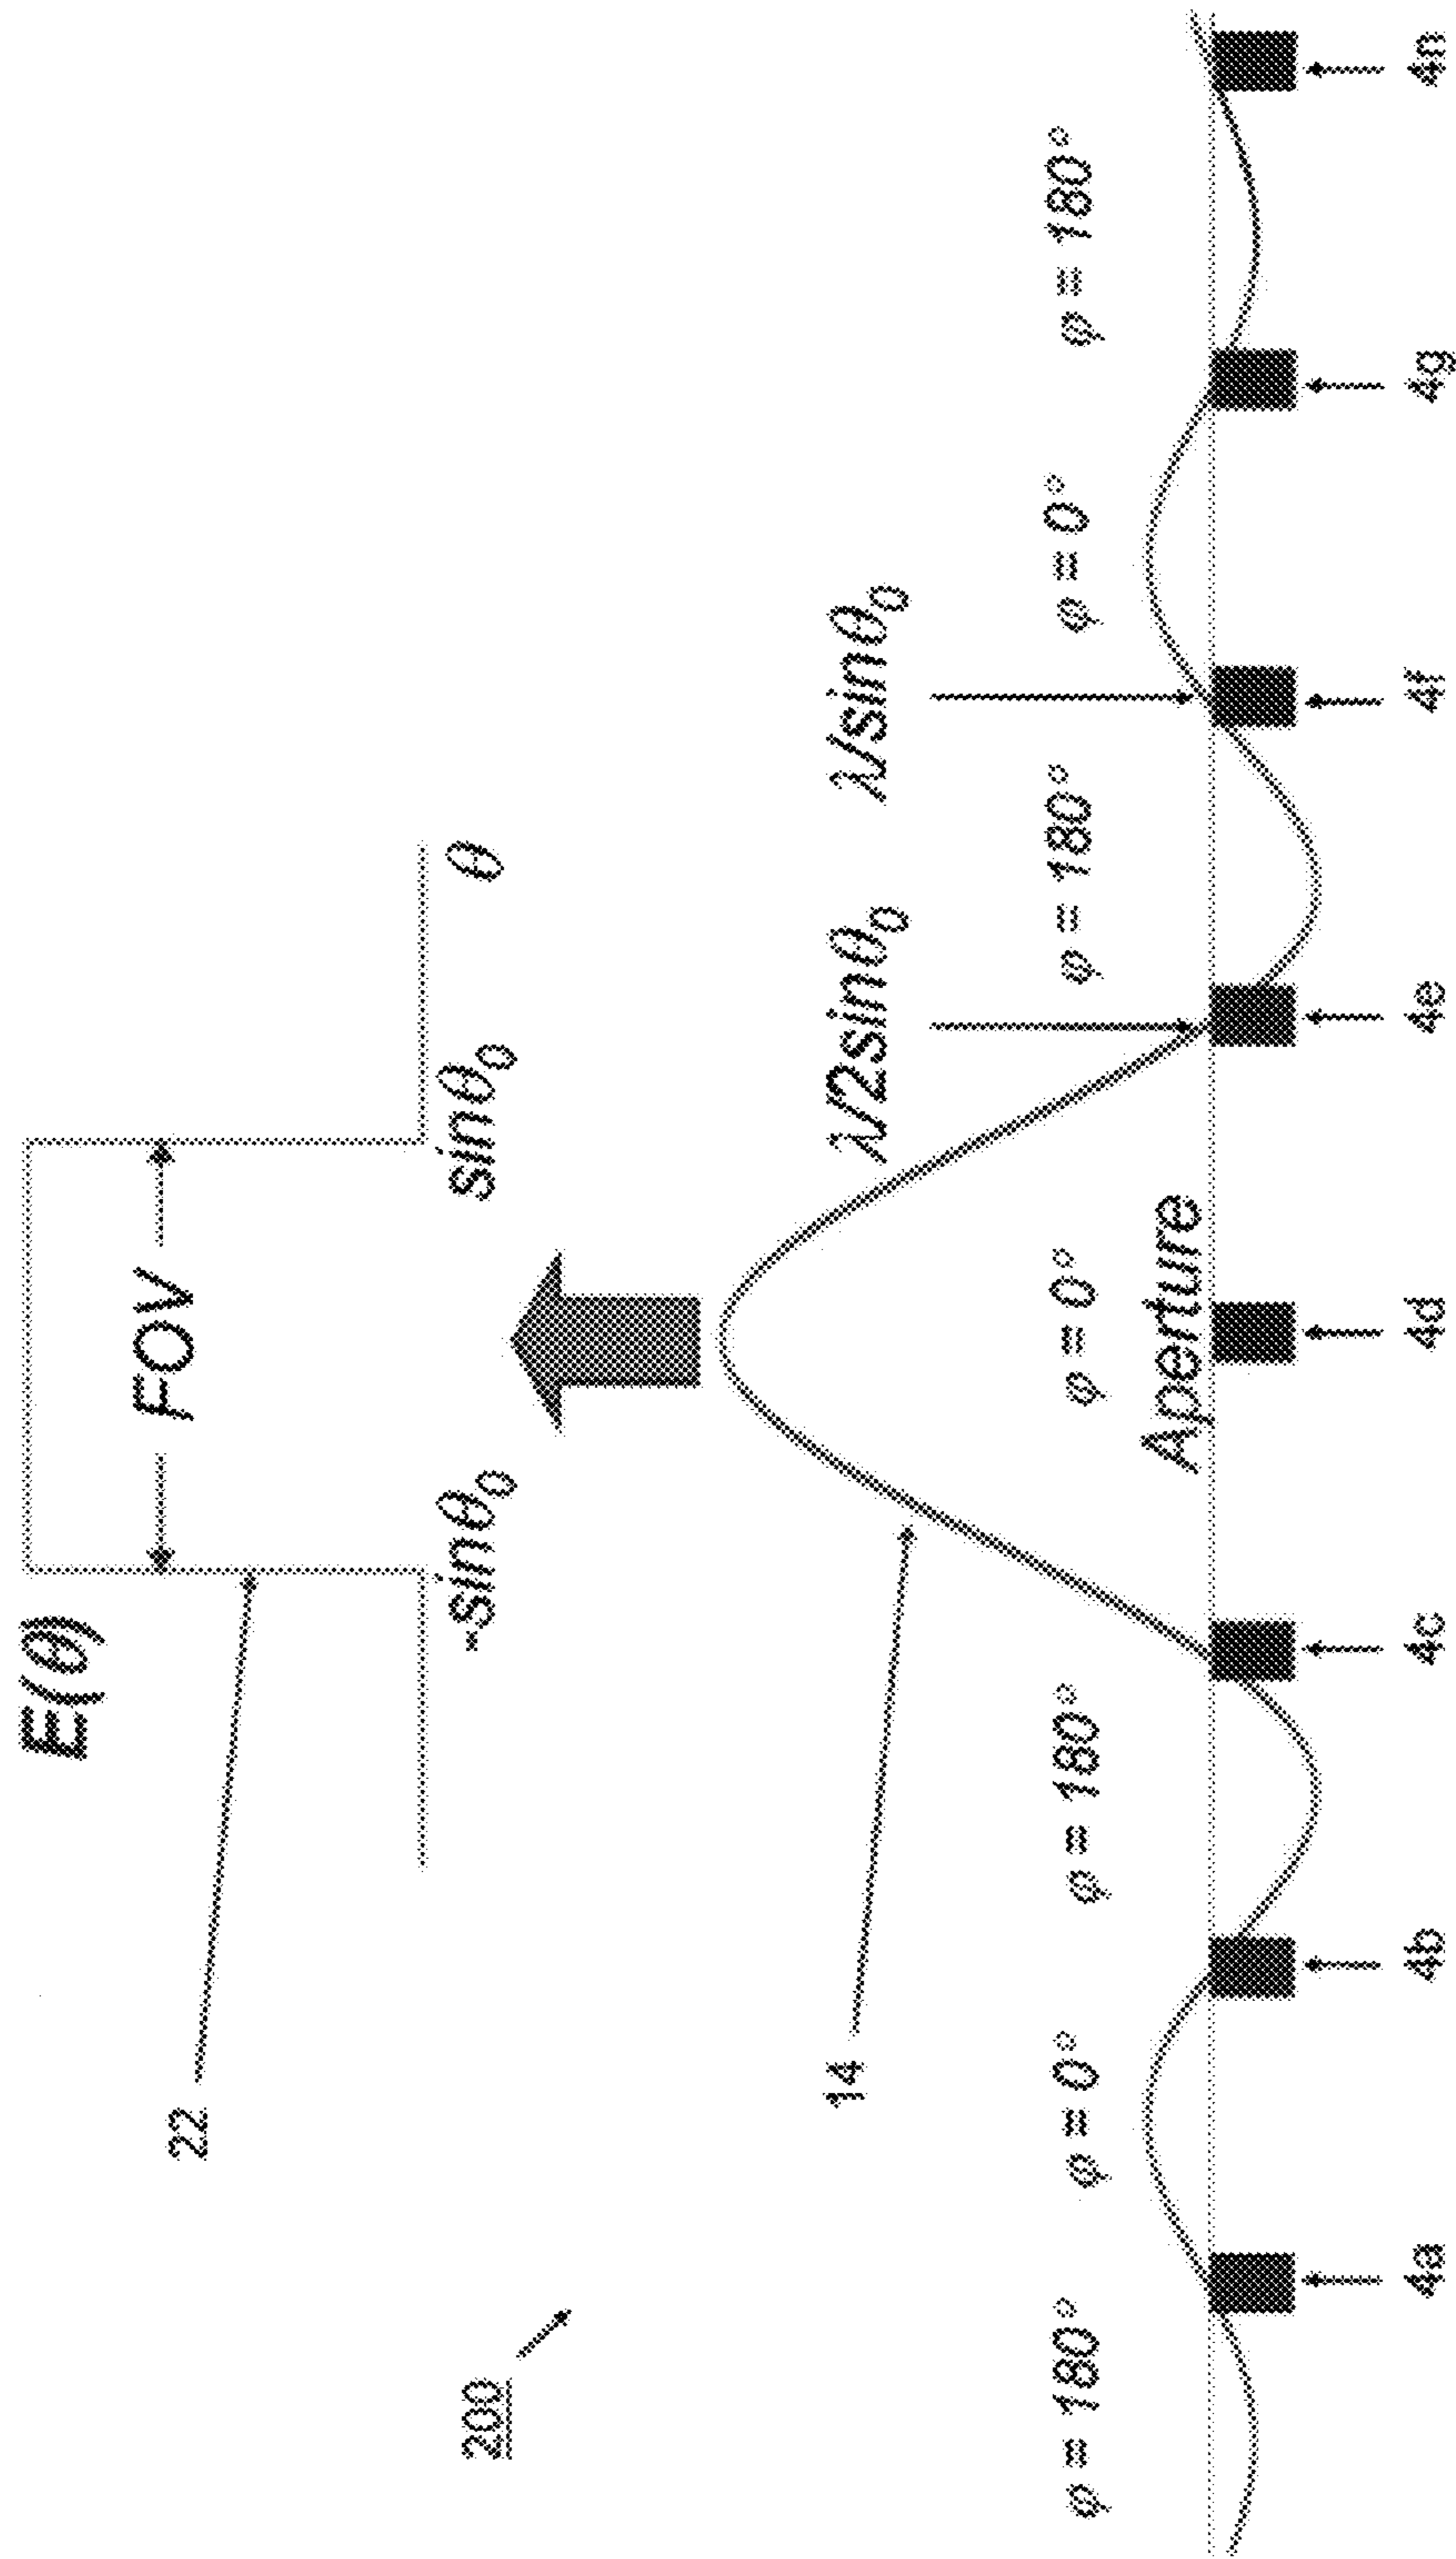 E(θ)
FOV
22
-sinθ₀
sinθ₀
θ
200
14
λ/2sinθ₀
λ/sinθ₀
φ = 180°
φ = 0°
φ = 180°
φ = 0°
φ = 180°
φ = 0°
φ = 180°
Aperture
4a
4b
4c
4d
4e
4f
4g
4n